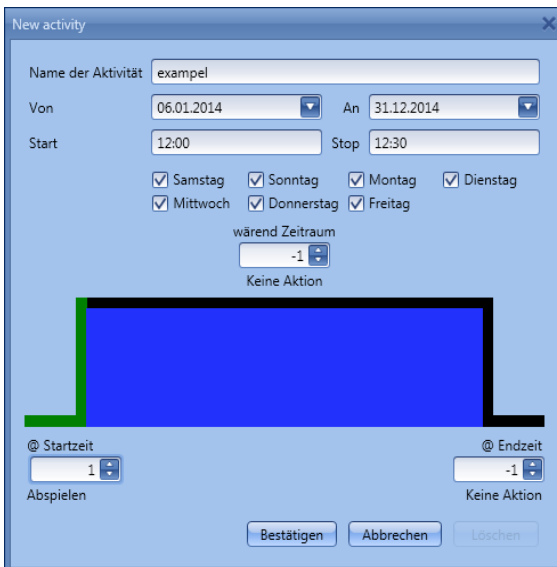 New activity
Name der Aktivität exampel
Von 06.01.2014 An 31.12.2014
Start 12:00 Stop 12:30
Samstag Sonntag Montag Dienstag
Mittwoch Donnerstag Freitag
wärend Zeitraum
-1
Keine Aktion
@ Startzeit @ Endzeit
1 -1
Abspielen Keine Aktion
Bestätigen Abbrechen Löschen